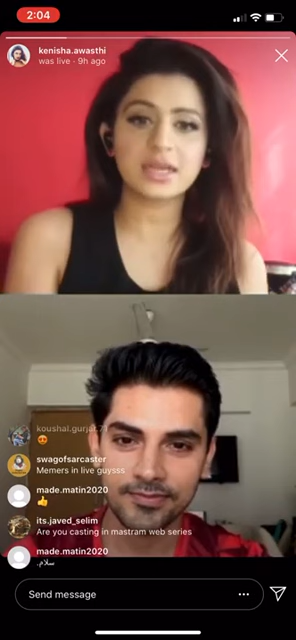 2:04
kenisha.awasthi
was live · 9h ago
koushal.gurjar.71
😍
swagofsarcaster
Memers in live guysss
made.matin2020
👍
its.javed_selim
Are you casting in mastram web series
made.matin2020
سلام.
Send message